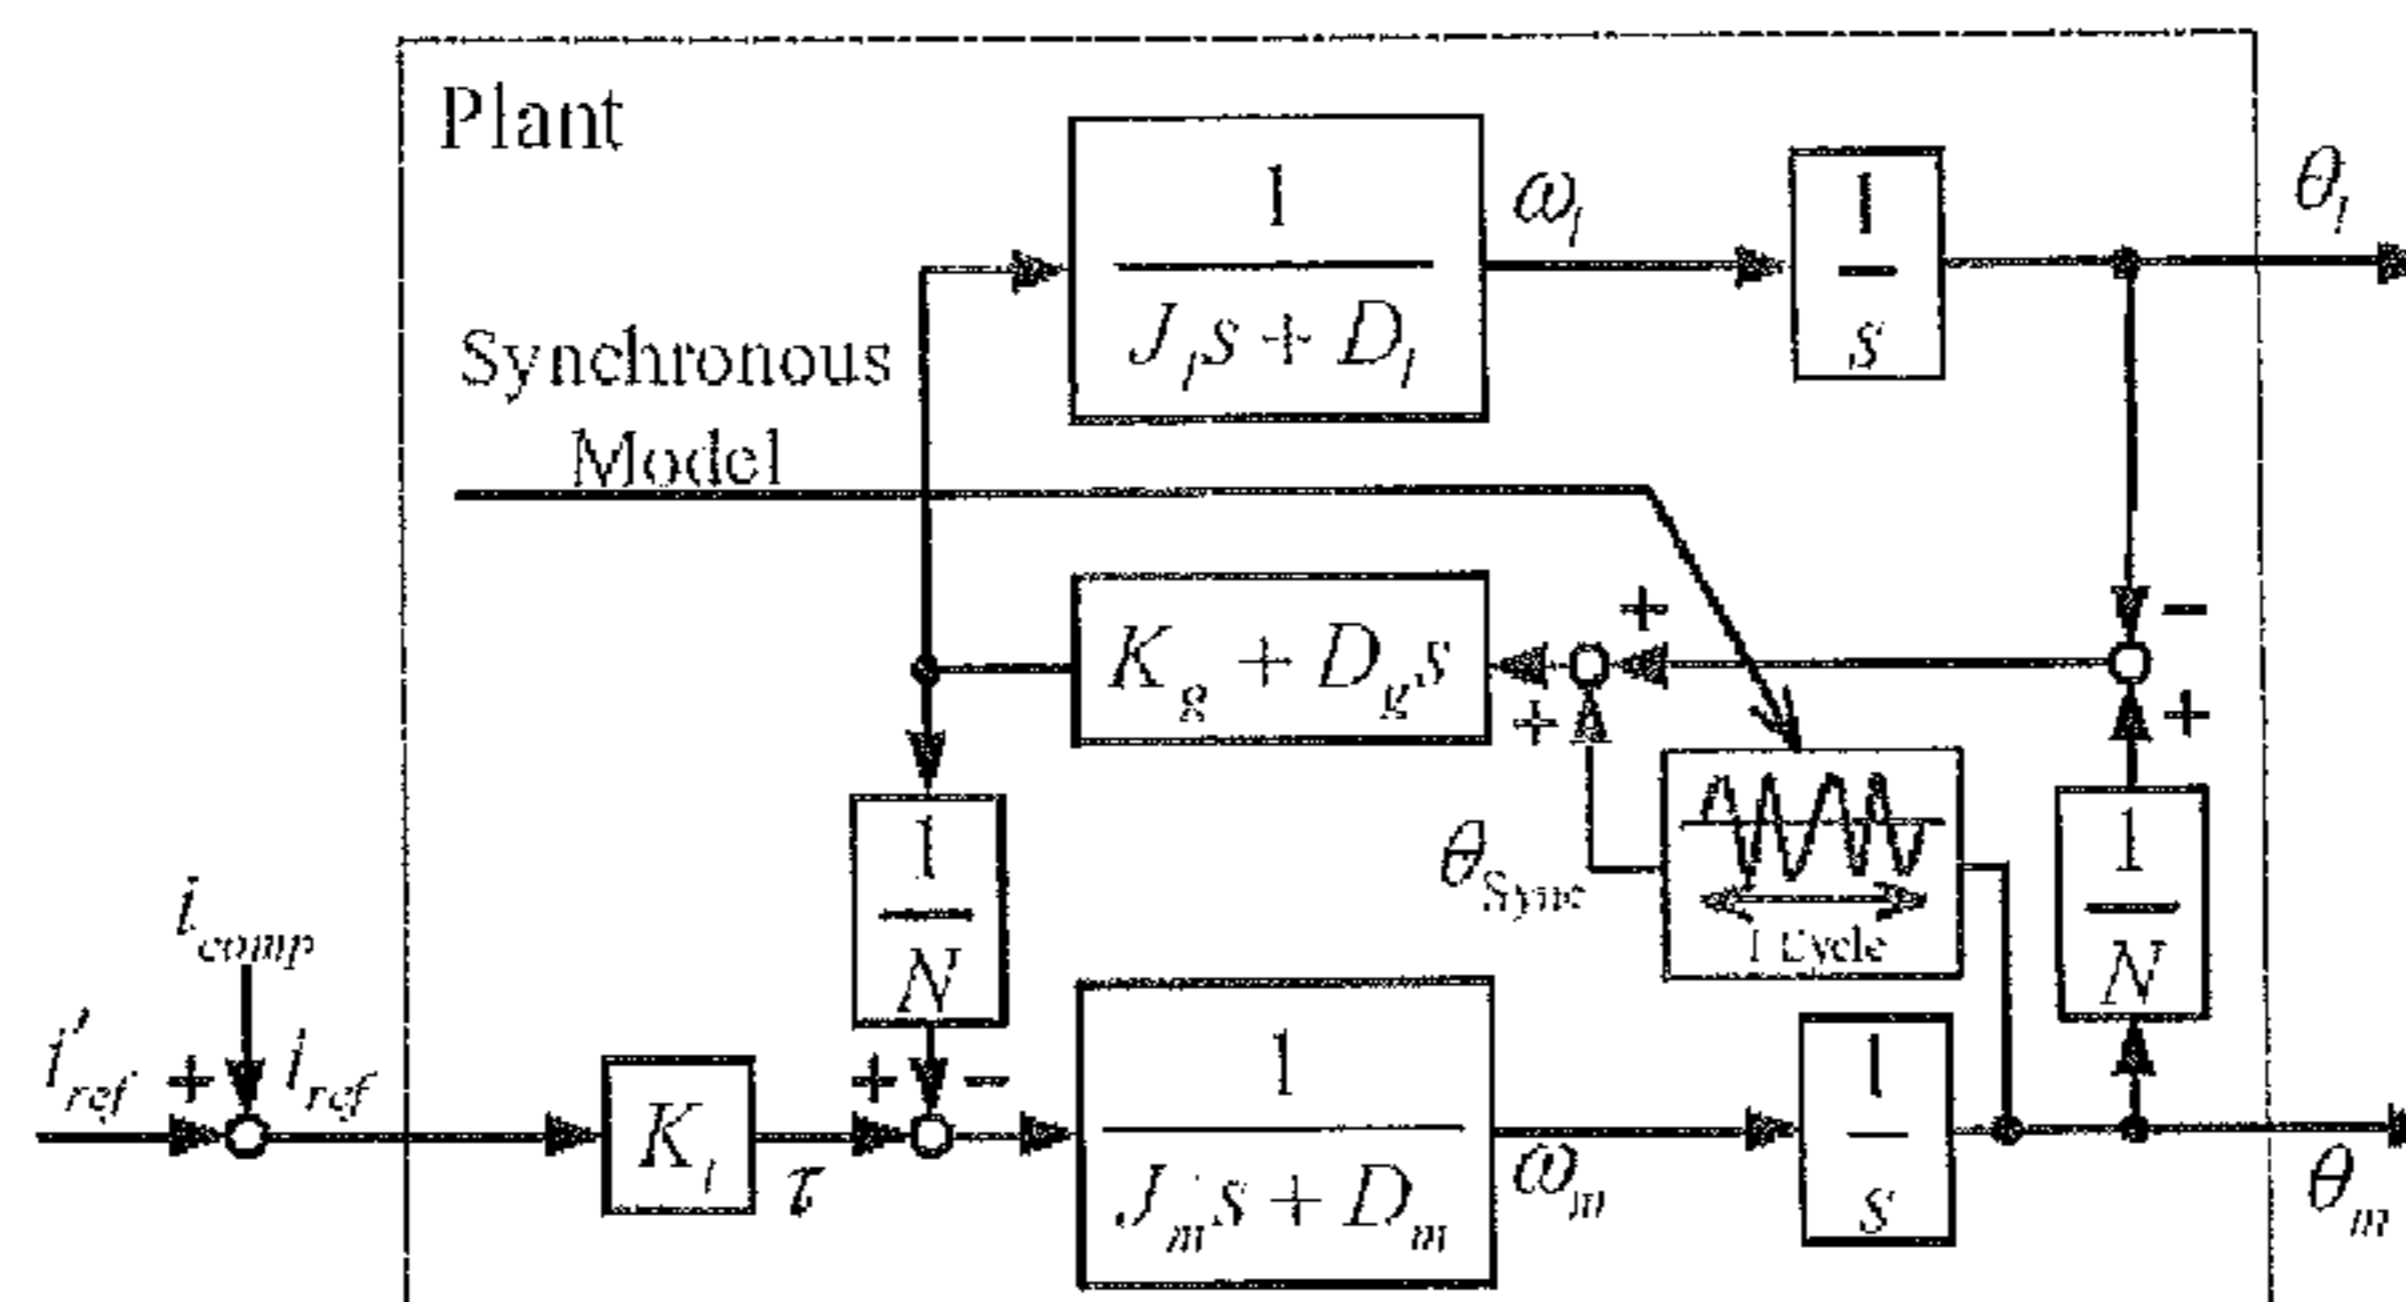 Plant
1
J_l s + D_l
ω_l
1
s
θ_l
Synchronous
Model
−
K_g + D_g s
+
+
+
1
N
θ_Sync
1 Cycle
1
N
i_comp
i'_ref
+
i_ref
K_t
τ
+
−
1
J_m s + D_m
ω_m
1
s
θ_m